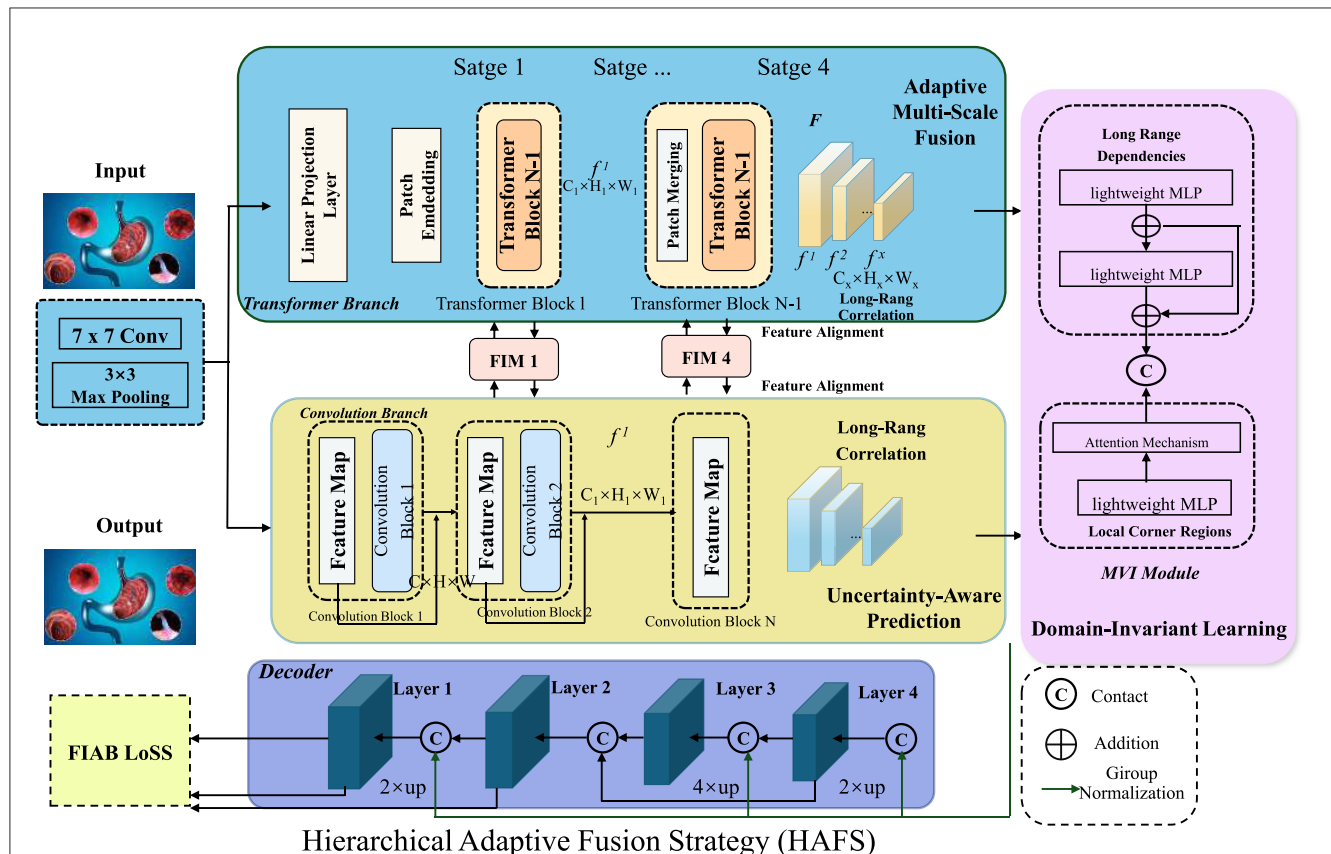 Satge 1
Satge ...
Satge 4
Adaptive
Multi-Scale
Fusion
Input
Linear Projection
Layer
Patch
Emdedding
Transformer
Block N-1
f¹
C₁×H₁×W₁
Patch Merging
Transformer
Block N-1
F
...
f¹ f² fˣ
Cₓ×Hₓ×Wₓ
Long-Rang
Correlation
Transformer Branch
Transformer Block 1
Transformer Block N-1
7 x 7 Conv
3×3
Max Pooling
Feature Alignment
FIM 1
FIM 4
Feature Alignment
Convolution Branch
Fcature Map
Convolution
Block 1
C×H×W
Convolution Block 1
Fcature Map
Convolution
Block 2
Convolution Block 2
f¹
C₁×H₁×W₁
Fcature Map
Convolution Block N
Long-Rang
Correlation
...
Uncertainty-Aware
Prediction
Output
Long Range
Dependencies
lightweight MLP
lightweight MLP
C
Attention Mechanism
lightweight MLP
Local Corner Regions
MVI Module
Domain-Invariant Learning
Decoder
Layer 1
Layer 2
Layer 3
Layer 4
C
C
C
C
2×up
4×up
2×up
FIAB LoSS
C
Contact
Addition
Giroup
Normalization
Hierarchical Adaptive Fusion Strategy (HAFS)